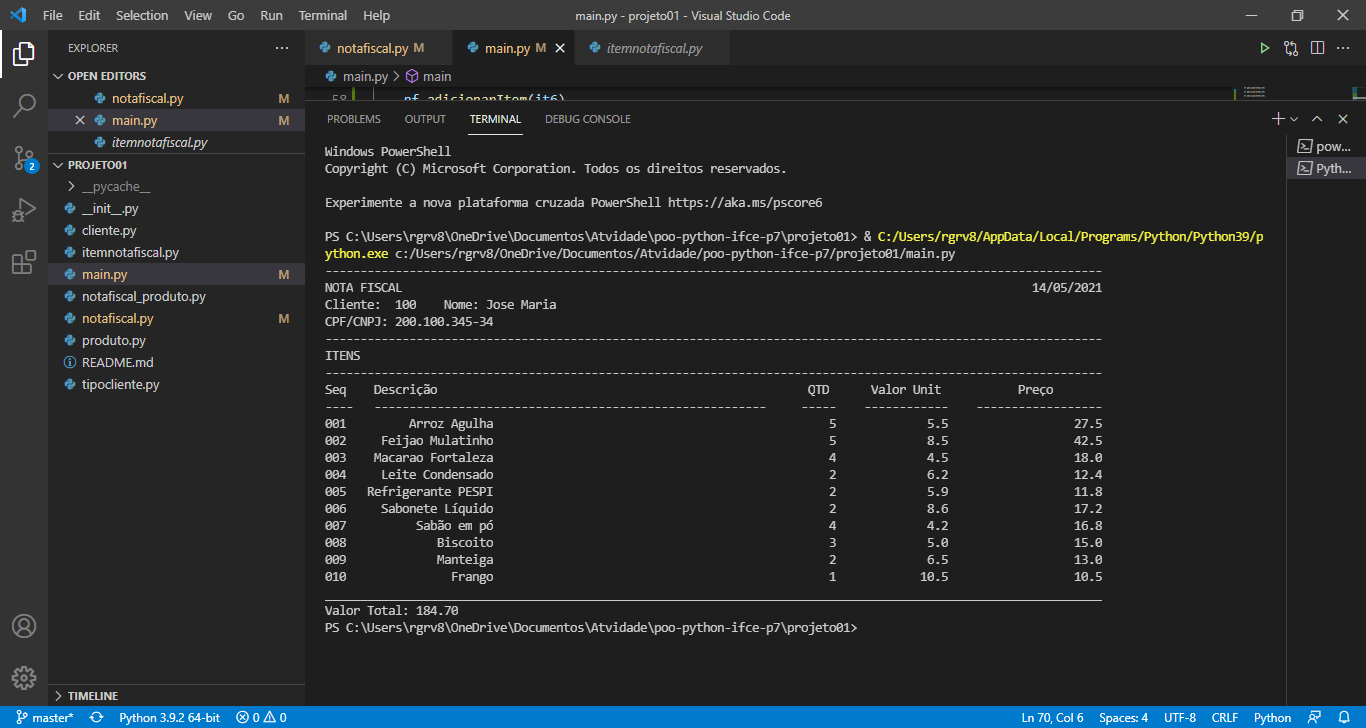 File Edit Selection View Go Run Terminal Help main.py - projeto01 - Visual Studio Code
EXPLORER
OPEN EDITORS
notafiscal.py M
main.py M
itemnotafiscal.py
PROJETO01
__pycache__
__init__.py
cliente.py
itemnotafiscal.py
main.py M
notafiscal_produto.py
notafiscal.py M
produto.py
README.md
tipocliente.py
TIMELINE
2
notafiscal.py M main.py M itemnotafiscal.py
main.py > main
58 nf.adicionarItem(it6)
PROBLEMS OUTPUT TERMINAL DEBUG CONSOLE
pow...
Pyth...
Windows PowerShell
Copyright (C) Microsoft Corporation. Todos os direitos reservados.
Experimente a nova plataforma cruzada PowerShell https://aka.ms/pscore6
PS C:\Users\rgrv8\OneDrive\Documentos\Atvidade\poo-python-ifce-p7\projeto01> & C:/Users/rgrv8/AppData/Local/Programs/Python/Python39/p
ython.exe c:/Users/rgrv8/OneDrive/Documentos/Atvidade/poo-python-ifce-p7/projeto01/main.py
NOTA FISCAL 14/05/2021
Cliente: 100 Nome: Jose Maria
CPF/CNPJ: 200.100.345-34
ITENS
Seq Descrição QTD Valor Unit Preço
001 Arroz Agulha 5 5.5 27.5
002 Feijao Mulatinho 5 8.5 42.5
003 Macarao Fortaleza 4 4.5 18.0
004 Leite Condensado 2 6.2 12.4
005 Refrigerante PESPI 2 5.9 11.8
006 Sabonete Líquido 2 8.6 17.2
007 Sabão em pó 4 4.2 16.8
008 Biscoito 3 5.0 15.0
009 Manteiga 2 6.5 13.0
010 Frango 1 10.5 10.5
Valor Total: 184.70
PS C:\Users\rgrv8\OneDrive\Documentos\Atvidade\poo-python-ifce-p7\projeto01>
master* Python 3.9.2 64-bit 0 0 Ln 70, Col 6 Spaces: 4 UTF-8 CRLF Python